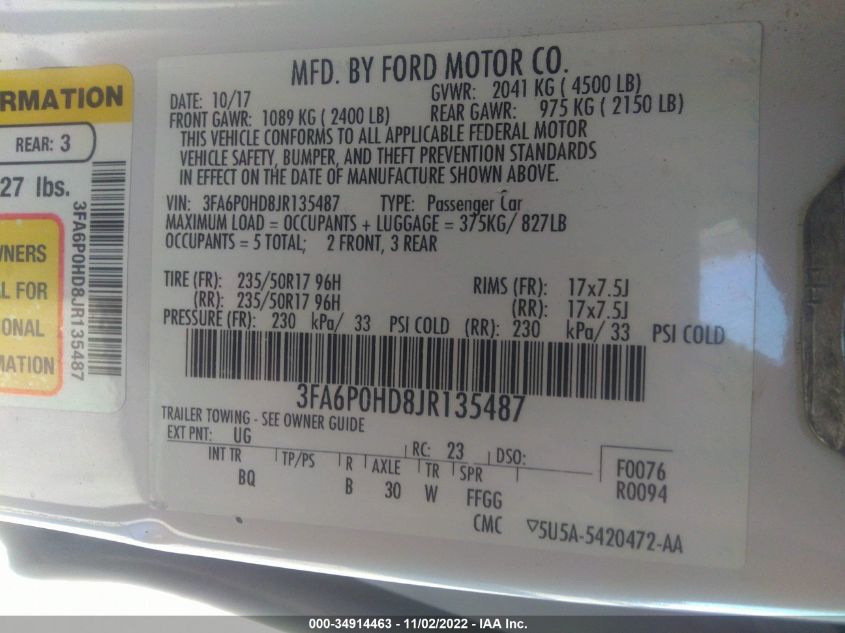 RMATION
REAR: 3
27 lbs.
3FA6P0HD8JR135487
WNERS
AL FOR
IONAL
MATION
MFD. BY FORD MOTOR CO.
DATE: 10/17 GVWR: 2041 KG ( 4500 LB)
FRONT GAWR: 1089 KG ( 2400 LB) REAR GAWR: 975 KG ( 2150 LB)
THIS VEHICLE CONFORMS TO ALL APPLICABLE FEDERAL MOTOR
VEHICLE SAFETY, BUMPER, AND THEFT PREVENTION STANDARDS
IN EFFECT ON THE DATE OF MANUFACTURE SHOWN ABOVE.
VIN: 3FA6P0HD8JR135487 TYPE: Passenger Car
MAXIMUM LOAD = OCCUPANTS + LUGGAGE = 375KG/ 827LB
OCCUPANTS = 5 TOTAL; 2 FRONT, 3 REAR
TIRE (FR): 235/50R17 96H RIMS (FR): 17x7.5J
(RR): 235/50R17 96H (RR): 17x7.5J
PRESSURE (FR): 230 kPa/ 33 PSI COLD (RR): 230 kPa/ 33 PSI COLD
3FA6P0HD8JR135487
TRAILER TOWING - SEE OWNER GUIDE
EXT PNT: UG RC: 23 DSO:
INT TR TP/PS R AXLE TR SPR F0076
BQ B 30 W FFGG R0094
CMC ▽5U5A-5420472-AA
000-34914463 - 11/02/2022 - IAA Inc.